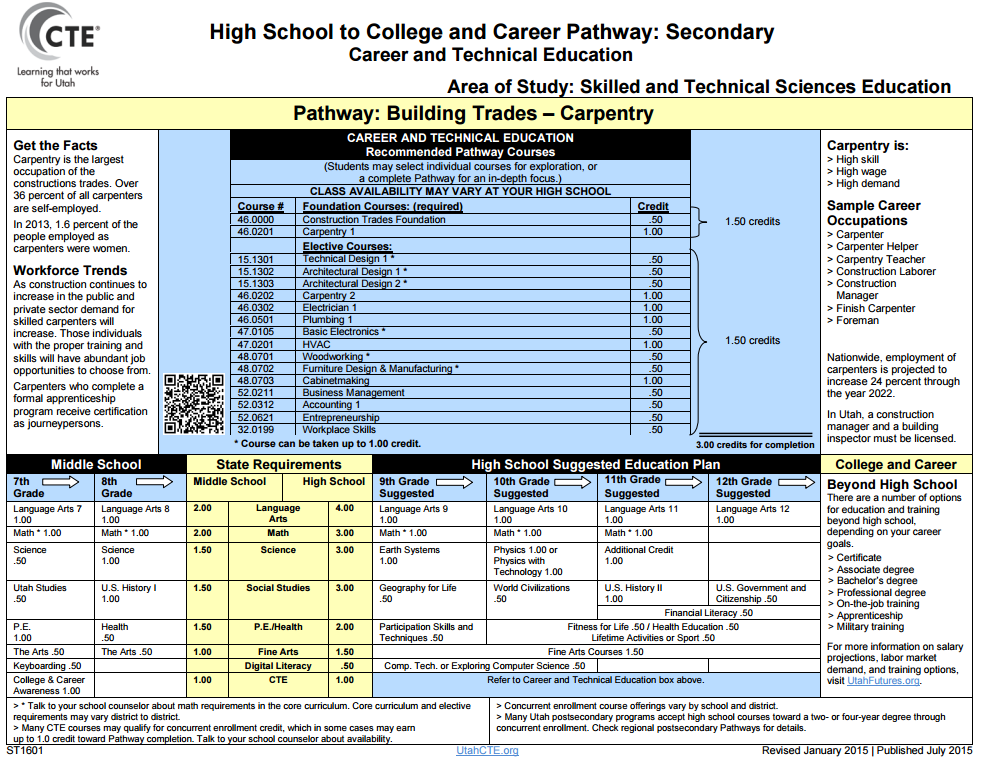 CTE®
Learning that works
for Utah
High School to College and Career Pathway: Secondary
Career and Technical Education
Area of Study: Skilled and Technical Sciences Education
Pathway: Building Trades – Carpentry
Get the Facts
Carpentry is the largest
occupation of the
constructions trades. Over
36 percent of all carpenters
are self-employed.
In 2013, 1.6 percent of the
people employed as
carpenters were women.
Workforce Trends
As construction continues to
increase in the public and
private sector demand for
skilled carpenters will
increase. Those individuals
with the proper training and
skills will have abundant job
opportunities to choose from.
Carpenters who complete a
formal apprenticeship
program receive certification
as journeypersons.
CAREER AND TECHNICAL EDUCATION
Recommended Pathway Courses
(Students may select individual courses for exploration, or
a complete Pathway for an in-depth focus.)
CLASS AVAILABILITY MAY VARY AT YOUR HIGH SCHOOL
Course # Foundation Courses: (required) Credit
46.0000 Construction Trades Foundation .50
46.0201 Carpentry 1 1.00
1.50 credits
Elective Courses:
15.1301 Technical Design 1 * .50
15.1302 Architectural Design 1 * .50
15.1303 Architectural Design 2 * .50
46.0202 Carpentry 2 1.00
46.0302 Electrician 1 1.00
46.0501 Plumbing 1 1.00
47.0105 Basic Electronics * .50
47.0201 HVAC 1.00
48.0701 Woodworking * .50
48.0702 Furniture Design & Manufacturing * .50
48.0703 Cabinetmaking 1.00
52.0211 Business Management .50
52.0312 Accounting 1 .50
52.0621 Entrepreneurship .50
32.0199 Workplace Skills .50
1.50 credits
* Course can be taken up to 1.00 credit.
3.00 credits for completion
Carpentry is:
> High skill
> High wage
> High demand
Sample Career
Occupations
> Carpenter
> Carpenter Helper
> Carpentry Teacher
> Construction Laborer
> Construction
Manager
> Finish Carpenter
> Foreman
Nationwide, employment of
carpenters is projected to
increase 24 percent through
the year 2022.
In Utah, a construction
manager and a building
inspector must be licensed.
Middle School State Requirements High School Suggested Education Plan College and Career
7th
Grade
8th
Grade
Middle School High School
9th Grade
Suggested
10th Grade
Suggested
11th Grade
Suggested
12th Grade
Suggested
Language Arts 7
1.00
Language Arts 8
1.00
2.00
Language
Arts
4.00
Language Arts 9
1.00
Language Arts 10
1.00
Language Arts 11
1.00
Language Arts 12
1.00
Math * 1.00 Math * 1.00 2.00 Math 3.00 Math * 1.00 Math * 1.00 Math * 1.00
Science
.50
Science
1.00
1.50 Science 3.00
Earth Systems
1.00
Physics 1.00 or
Physics with
Technology 1.00
Additional Credit
1.00
Utah Studies
.50
U.S. History I
1.00
1.50 Social Studies 3.00
Geography for Life
.50
World Civilizations
.50
U.S. History II
1.00
U.S. Government and
Citizenship .50
Financial Literacy .50
P.E.
1.00
Health
.50
1.50 P.E./Health 2.00
Participation Skills and
Techniques .50
Fitness for Life .50 / Health Education .50
Lifetime Activities or Sport .50
The Arts .50 The Arts .50 1.00 Fine Arts 1.50 Fine Arts Courses 1.50
Keyboarding .50 Digital Literacy .50 Comp. Tech. or Exploring Computer Science .50
College & Career
Awareness 1.00
1.00 CTE 1.00 Refer to Career and Technical Education box above.
Beyond High School
There are a number of options
for education and training
beyond high school,
depending on your career
goals.
> Certificate
> Associate degree
> Bachelor's degree
> Professional degree
> On-the-job training
> Apprenticeship
> Military training
For more information on salary
projections, labor market
demand, and training options,
visit UtahFutures.org.
> * Talk to your school counselor about math requirements in the core curriculum. Core curriculum and elective
requirements may vary district to district.
> Many CTE courses may qualify for concurrent enrollment credit, which in some cases may earn
up to 1.0 credit toward Pathway completion. Talk to your school counselor about availability.
> Concurrent enrollment course offerings vary by school and district.
> Many Utah postsecondary programs accept high school courses toward a two- or four-year degree through
concurrent enrollment. Check regional postsecondary Pathways for details.
ST1601 UtahCTE.org Revised January 2015 | Published July 2015